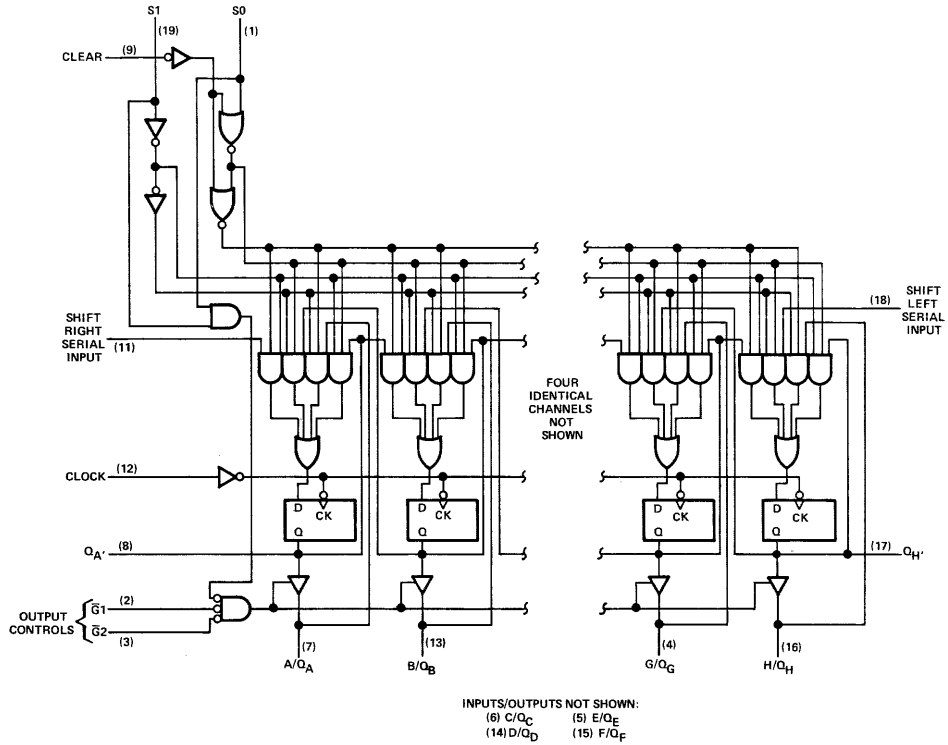 S1
S0
(19)
(1)
(9)
CLEAR
(18)
SHIFT
LEFT
SERIAL
INPUT
SHIFT
RIGHT
SERIAL
INPUT
(11)
FOUR
IDENTICAL
CHANNELS
NOT
SHOWN
CLOCK
(12)
D
CK
Q
D
CK
Q
D
CK
Q
D
CK
Q
QA'
(8)
(17)
QH'
OUTPUT
CONTROLS
G̅1
(2)
G̅2
(3)
(7)
A/QA
(13)
B/QB
(4)
G/QG
(16)
H/QH
INPUTS/OUTPUTS NOT SHOWN:
(6) C/QC (5) E/QE
(14) D/QD (15) F/QF